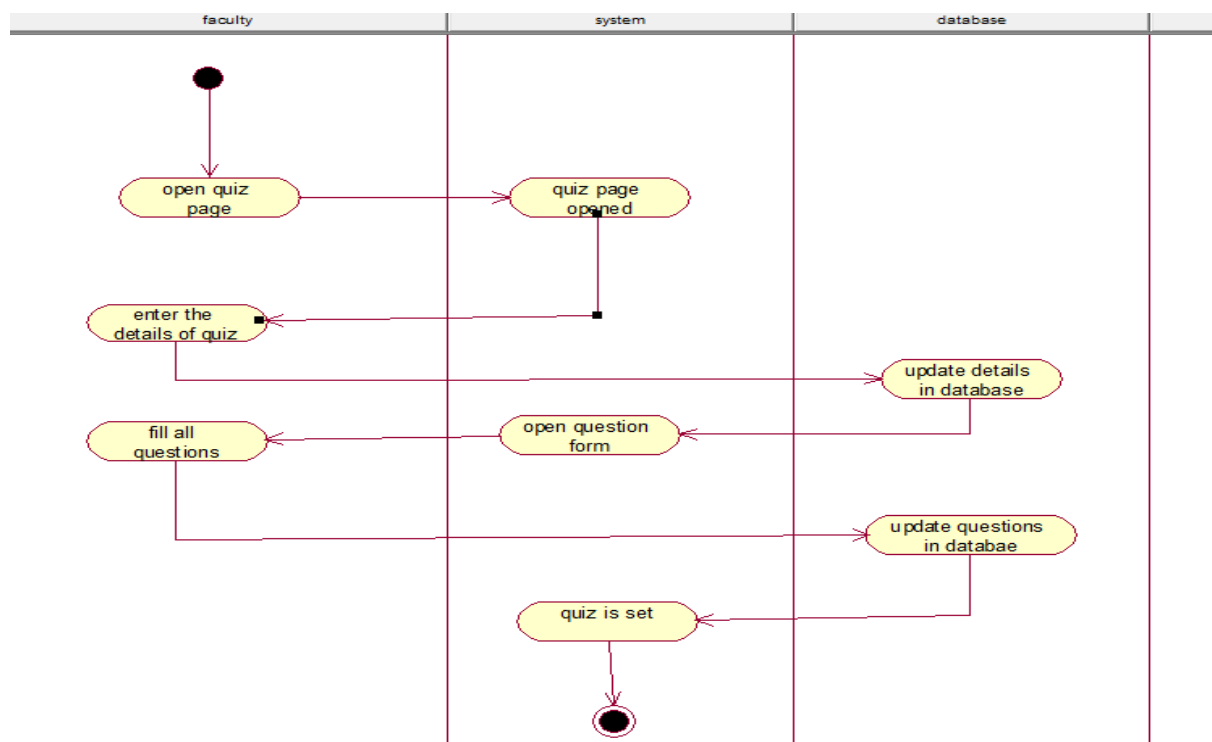 faculty
system
database
open quiz
page
quiz page
opened
enter the
details of quiz
update details
in database
open question
form
fill all
questions
update questions
in databae
quiz is set